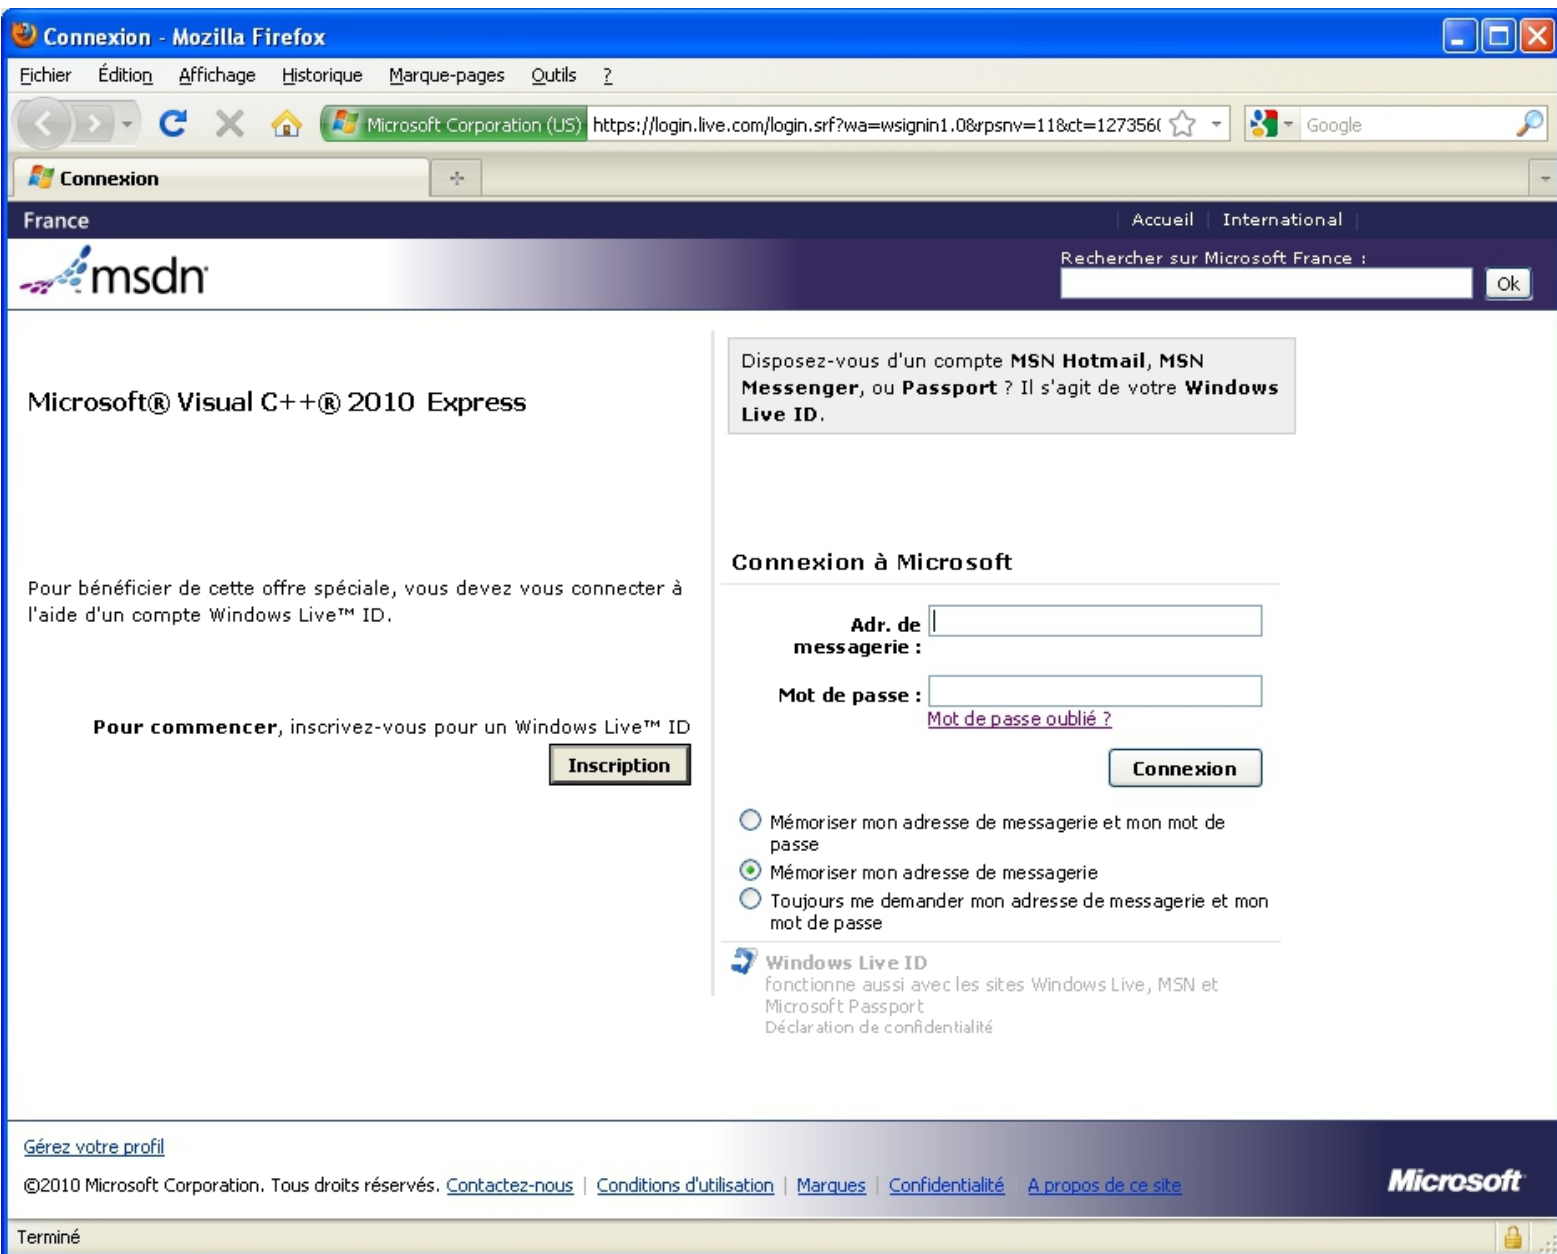 Connexion - Mozilla Firefox
Fichier Édition Affichage Historique Marque-pages Outils ?
Microsoft Corporation (US) https://login.live.com/login.srf?wa=wsignin1.0&rpsnv=11&ct=127356( Google
Connexion
France Accueil | International |
msdn
Rechercher sur Microsoft France :
Ok
Microsoft® Visual C++® 2010 Express
Pour bénéficier de cette offre spéciale, vous devez vous connecter à
l'aide d'un compte Windows Live™ ID.
Pour commencer, inscrivez-vous pour un Windows Live™ ID
Inscription
Disposez-vous d'un compte MSN Hotmail, MSN
Messenger, ou Passport ? Il s'agit de votre Windows
Live ID.
Connexion à Microsoft
Adr. de
messagerie :
Mot de passe :
Mot de passe oublié ?
Connexion
Mémoriser mon adresse de messagerie et mon mot de
passe
Mémoriser mon adresse de messagerie
Toujours me demander mon adresse de messagerie et mon
mot de passe
Windows Live ID
fonctionne aussi avec les sites Windows Live, MSN et
Microsoft Passport
Déclaration de confidentialité
Gérez votre profil
©2010 Microsoft Corporation. Tous droits réservés. Contactez-nous | Conditions d'utilisation | Marques | Confidentialité | A propos de ce site
Microsoft
Terminé